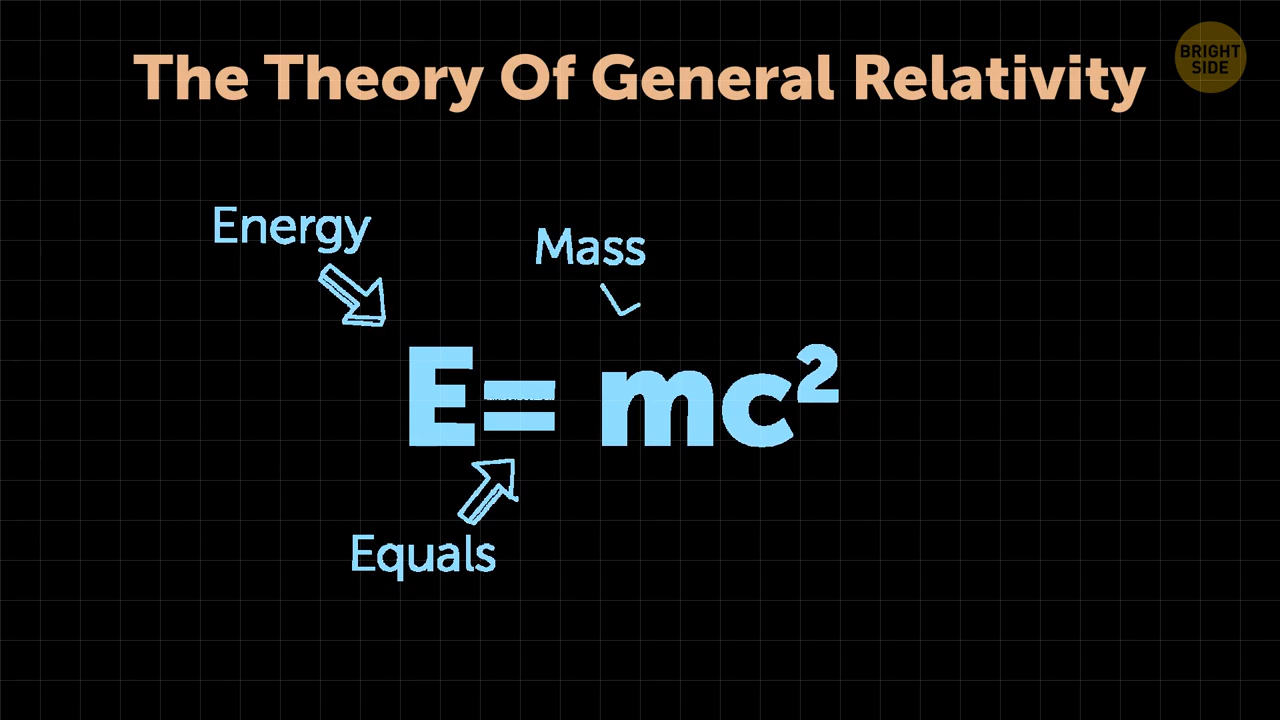 The Theory Of General Relativity
BRIGHT
SIDE
Energy
Mass
E= mc²
Equals